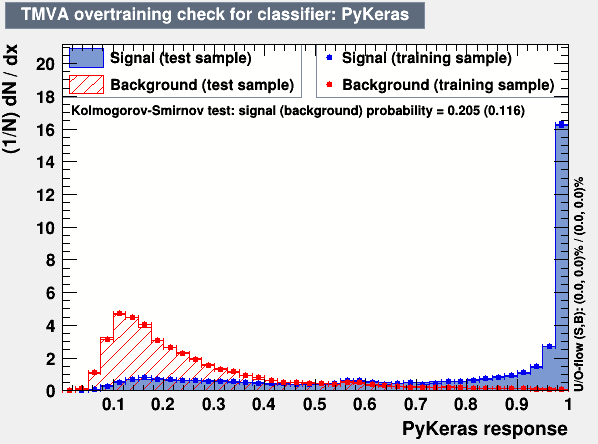 TMVA overtraining check for classifier: PyKeras
(1/N) dN / dx
Signal (test sample)
Background (test sample)
Signal (training sample)
Background (training sample)
Kolmogorov-Smirnov test: signal (background) probability = 0.205 (0.116)
20
18
16
14
12
10
8
6
4
2
0
0.1 0.2 0.3 0.4 0.5 0.6 0.7 0.8 0.9 1
PyKeras response
U/O-flow (S,B): (0.0, 0.0)% / (0.0, 0.0)%